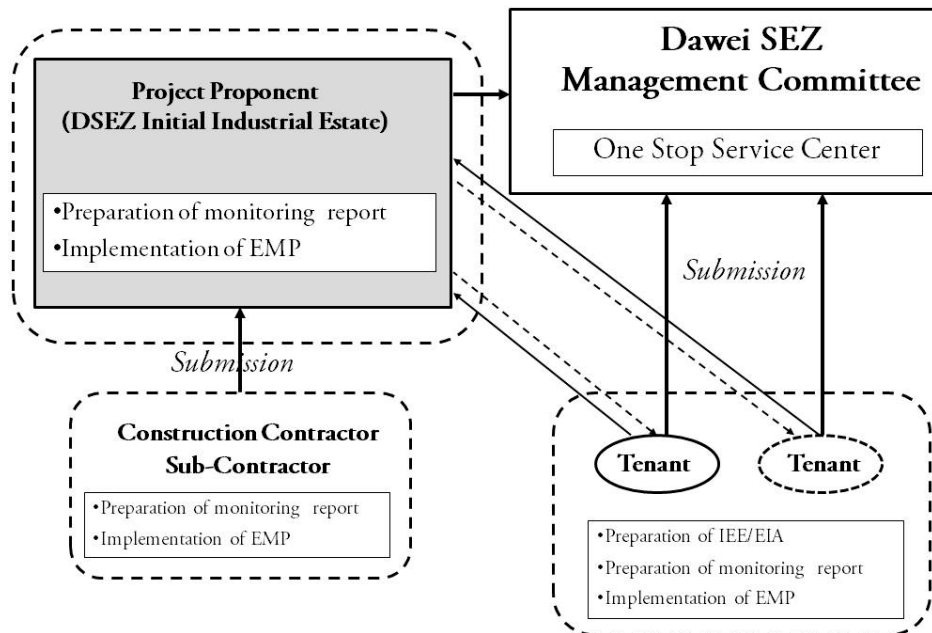 Project Proponent
(DSEZ Initial Industrial Estate)
•Preparation of monitoring report
•Implementation of EMP
Dawei SEZ
Management Committee
One Stop Service Center
Submission
Submission
Construction Contractor
Sub-Contractor
•Preparation of monitoring report
•Implementation of EMP
Tenant
Tenant
•Preparation of IEE/EIA
•Preparation of monitoring report
•Implementation of EMP